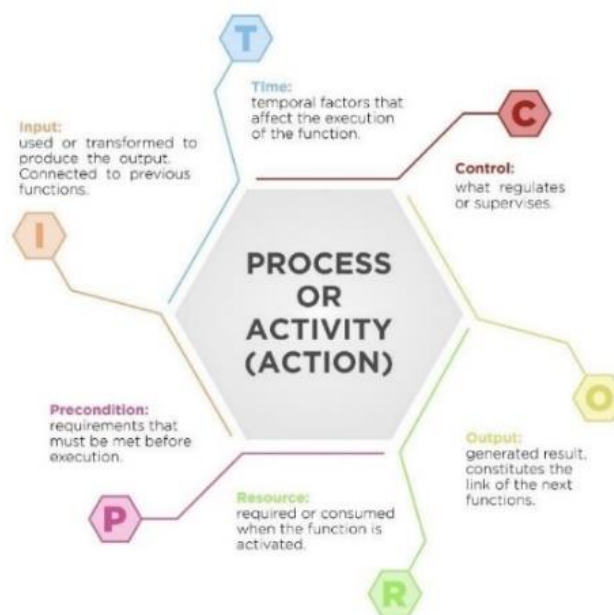 T
Time:
temporal factors that
affect the execution
of the function.
C
Control:
what regulates
or supervises.
Input:
used or transformed to
produce the output.
Connected to previous
functions.
I
PROCESS
OR
ACTIVITY
(ACTION)
O
Output:
generated result,
constitutes the
link of the next
functions.
Precondition:
requirements that
must be met before
execution.
P
Resource:
required or consumed
when the function is
activated.
R